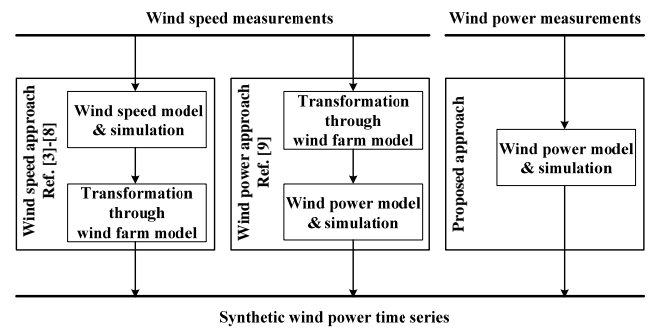 Wind speed measurements
Wind power measurements
Wind speed approach
Ref. [3]-[8]
Wind speed model
& simulation
Transformation
through
wind farm model
Wind power approach
Ref. [9]
Transformation
through
wind farm model
Wind power model
& simulation
Proposed approach
Wind power model
& simulation
Synthetic wind power time series